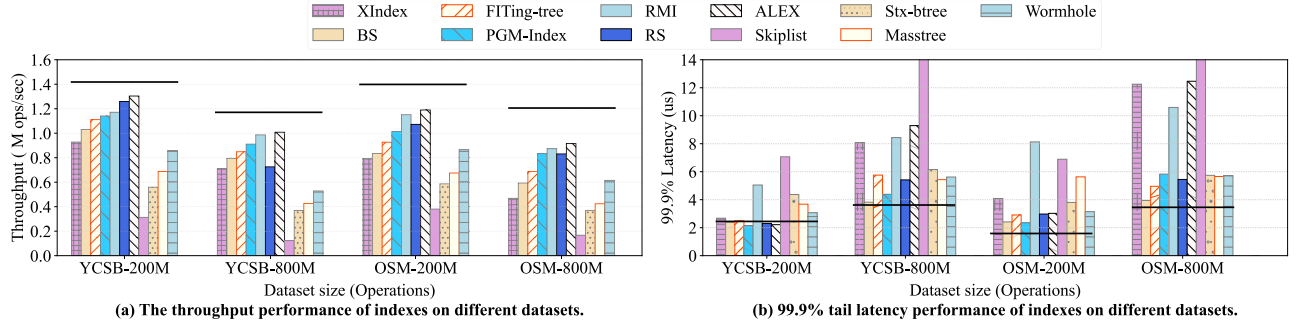 XIndex FITing-tree RMI ALEX Stx-btree Wormhole
BS PGM-Index RS Skiplist Masstree
Throughput ( M ops/sec)
1.6
1.4
1.2
1.0
0.8
0.6
0.4
0.2
0.0
YCSB-200M YCSB-800M OSM-200M OSM-800M
Dataset size (Operations)
(a) The throughput performance of indexes on different datasets.
99.9% Latency (us)
14
12
10
8
6
4
2
0
YCSB-200M YCSB-800M OSM-200M OSM-800M
Dataset size (Operations)
(b) 99.9% tail latency performance of indexes on different datasets.